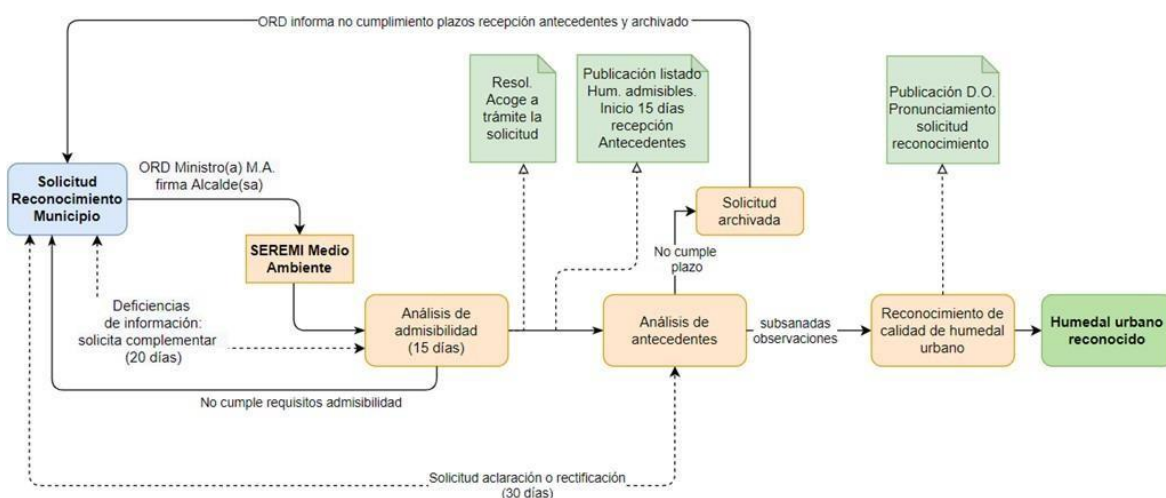 ORD informa no cumplimiento plazos recepción antecedentes y archivado
Resol.
Acoge a
trámite la
solicitud
Publicación listado
Hum. admisibles.
Inicio 15 días
recepción
Antecedentes
Publicación D.O.
Pronunciamiento
solicitud
reconocimiento
Solicitud
Reconocimiento
Municipio
ORD Ministro(a) M.A.
firma Alcalde(sa)
SEREMI Medio
Ambiente
Solicitud
archivada
No cumple
plazo
Deficiencias
de información:
solicita complementar
(20 días)
Análisis de
admisibilidad
(15 días)
Análisis de
antecedentes
subsanadas
observaciones
Reconocimiento de
calidad de humedal
urbano
Humedal urbano
reconocido
No cumple requisitos admisibilidad
Solicitud aclaración o rectificación
(30 días)